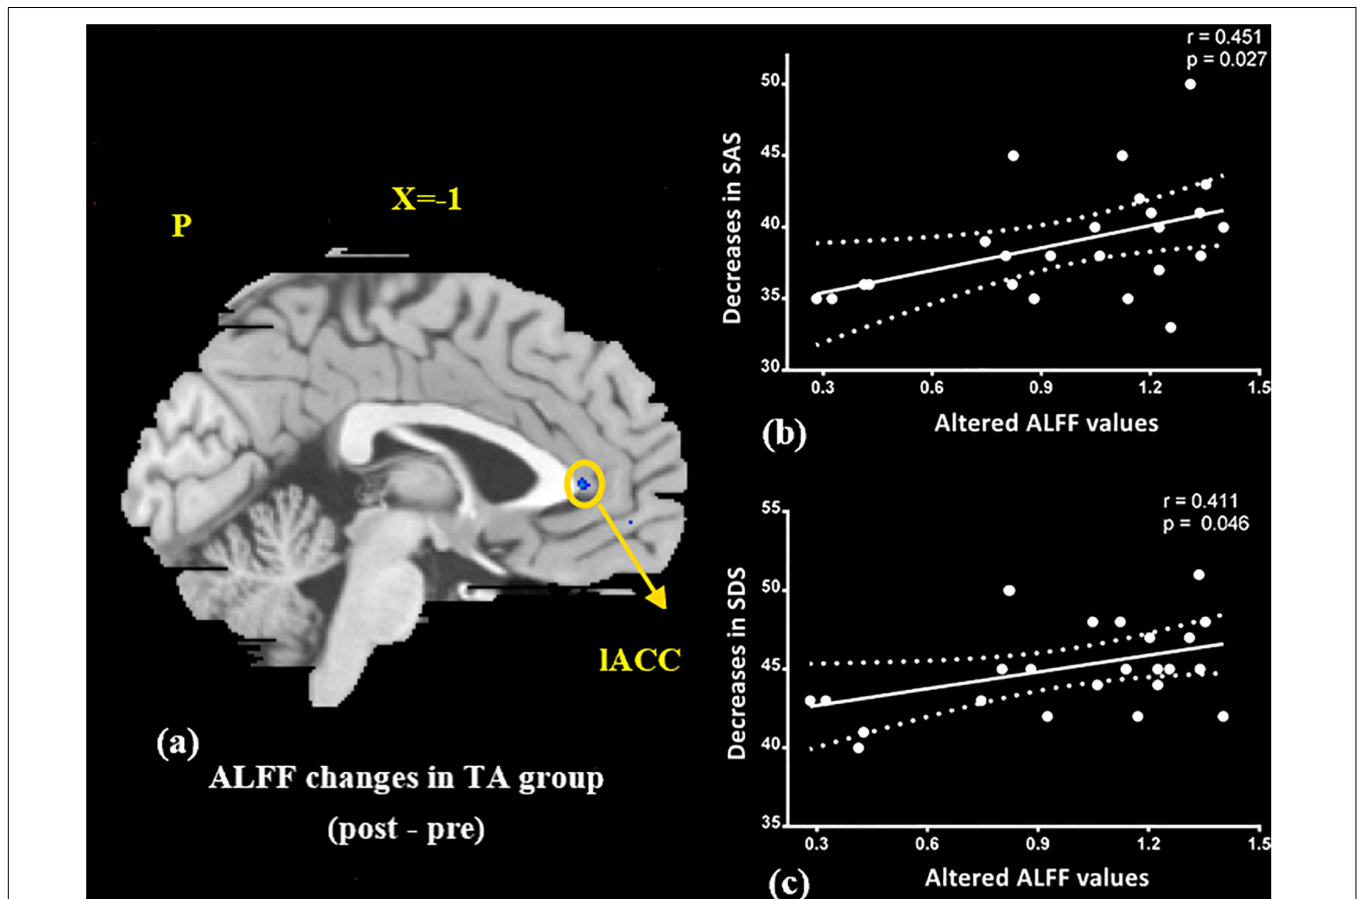 P
X=-1
lACC
(a)
ALFF changes in TA group
(post - pre)
r = 0.451
p = 0.027
Decreases in SAS
50
45
40
35
30
0.3 0.6 0.9 1.2 1.5
Altered ALFF values
(b)
r = 0.411
p = 0.046
Decreases in SDS
55
50
45
40
35
0.3 0.6 0.9 1.2 1.5
Altered ALFF values
(c)